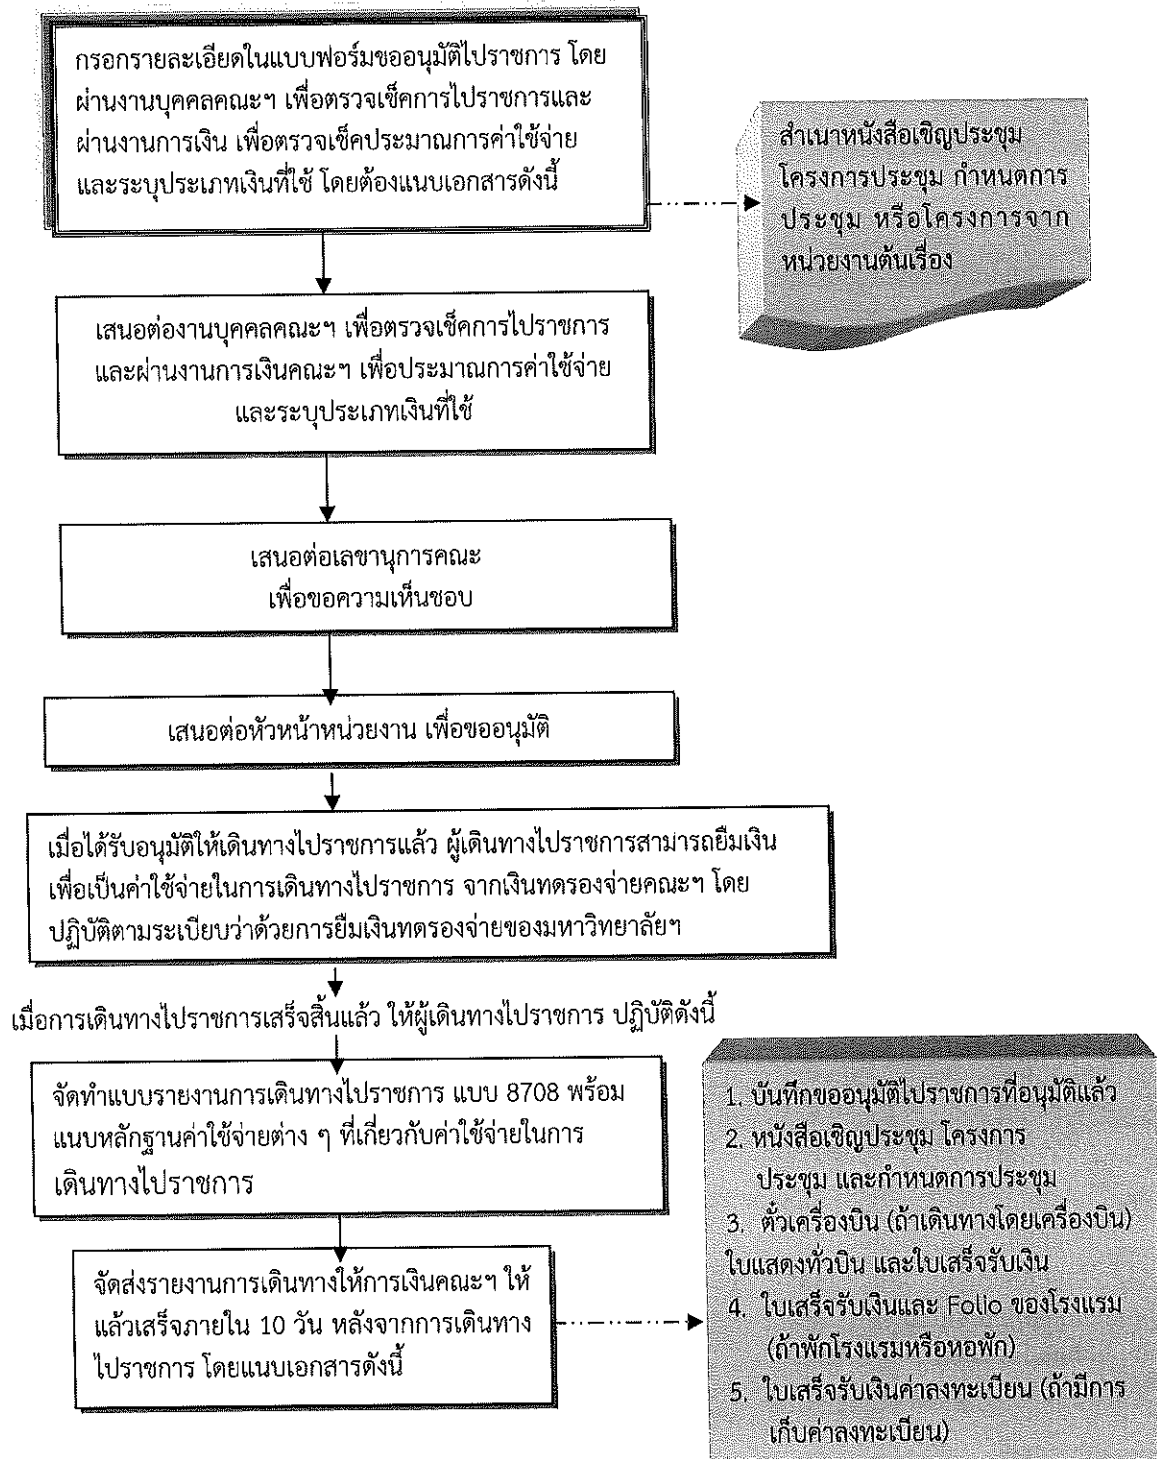 กรอกรายละเอียดในแบบฟอร์มขออนุมัติไปราชการ โดย
ผ่านงานบุคคลคณะฯ เพื่อตรวจเช็คการไปราชการและ
ผ่านงานการเงิน เพื่อตรวจเช็คประมาณการค่าใช้จ่าย
และระบุประเภทเงินที่ใช้ โดยต้องแนบเอกสารดังนี้
สำเนาหนังสือเชิญประชุม
โครงการประชุม กำหนดการ
ประชุม หรือโครงการจาก
หน่วยงานต้นเรื่อง
เสนอต่องานบุคคลคณะฯ เพื่อตรวจเช็คการไปราชการ
และผ่านงานการเงินคณะฯ เพื่อประมาณการค่าใช้จ่าย
และระบุประเภทเงินที่ใช้
เสนอต่อเลขานุการคณะ
เพื่อขอความเห็นชอบ
เสนอต่อหัวหน้าหน่วยงาน เพื่อขออนุมัติ
เมื่อได้รับอนุมัติให้เดินทางไปราชการแล้ว ผู้เดินทางไปราชการสามารถยืมเงิน
เพื่อเป็นค่าใช้จ่ายในการเดินทางไปราชการ จากเงินทดรองจ่ายคณะฯ โดย
ปฏิบัติตามระเบียบว่าด้วยการยืมเงินทดรองจ่ายของมหาวิทยาลัยฯ
เมื่อการเดินทางไปราชการเสร็จสิ้นแล้ว ให้ผู้เดินทางไปราชการ ปฏิบัติดังนี้
จัดทำแบบรายงานการเดินทางไปราชการ แบบ 8708 พร้อม
แนบหลักฐานค่าใช้จ่ายต่าง ๆ ที่เกี่ยวกับค่าใช้จ่ายในการ
เดินทางไปราชการ
จัดส่งรายงานการเดินทางให้การเงินคณะฯ ให้
แล้วเสร็จภายใน 10 วัน หลังจากการเดินทาง
ไปราชการ โดยแนบเอกสารดังนี้
1. บันทึกขออนุมัติไปราชการที่อนุมัติแล้ว
2. หนังสือเชิญประชุม โครงการ
ประชุม และกำหนดการประชุม
3. ตั๋วเครื่องบิน (ถ้าเดินทางโดยเครื่องบิน)
ใบแสดงทั่วบิน และใบเสร็จรับเงิน
4. ใบเสร็จรับเงินและ Folio ของโรงแรม
(ถ้าพักโรงแรมหรือหอพัก)
5. ใบเสร็จรับเงินค่าลงทะเบียน (ถ้ามีการ
เก็บค่าลงทะเบียน)